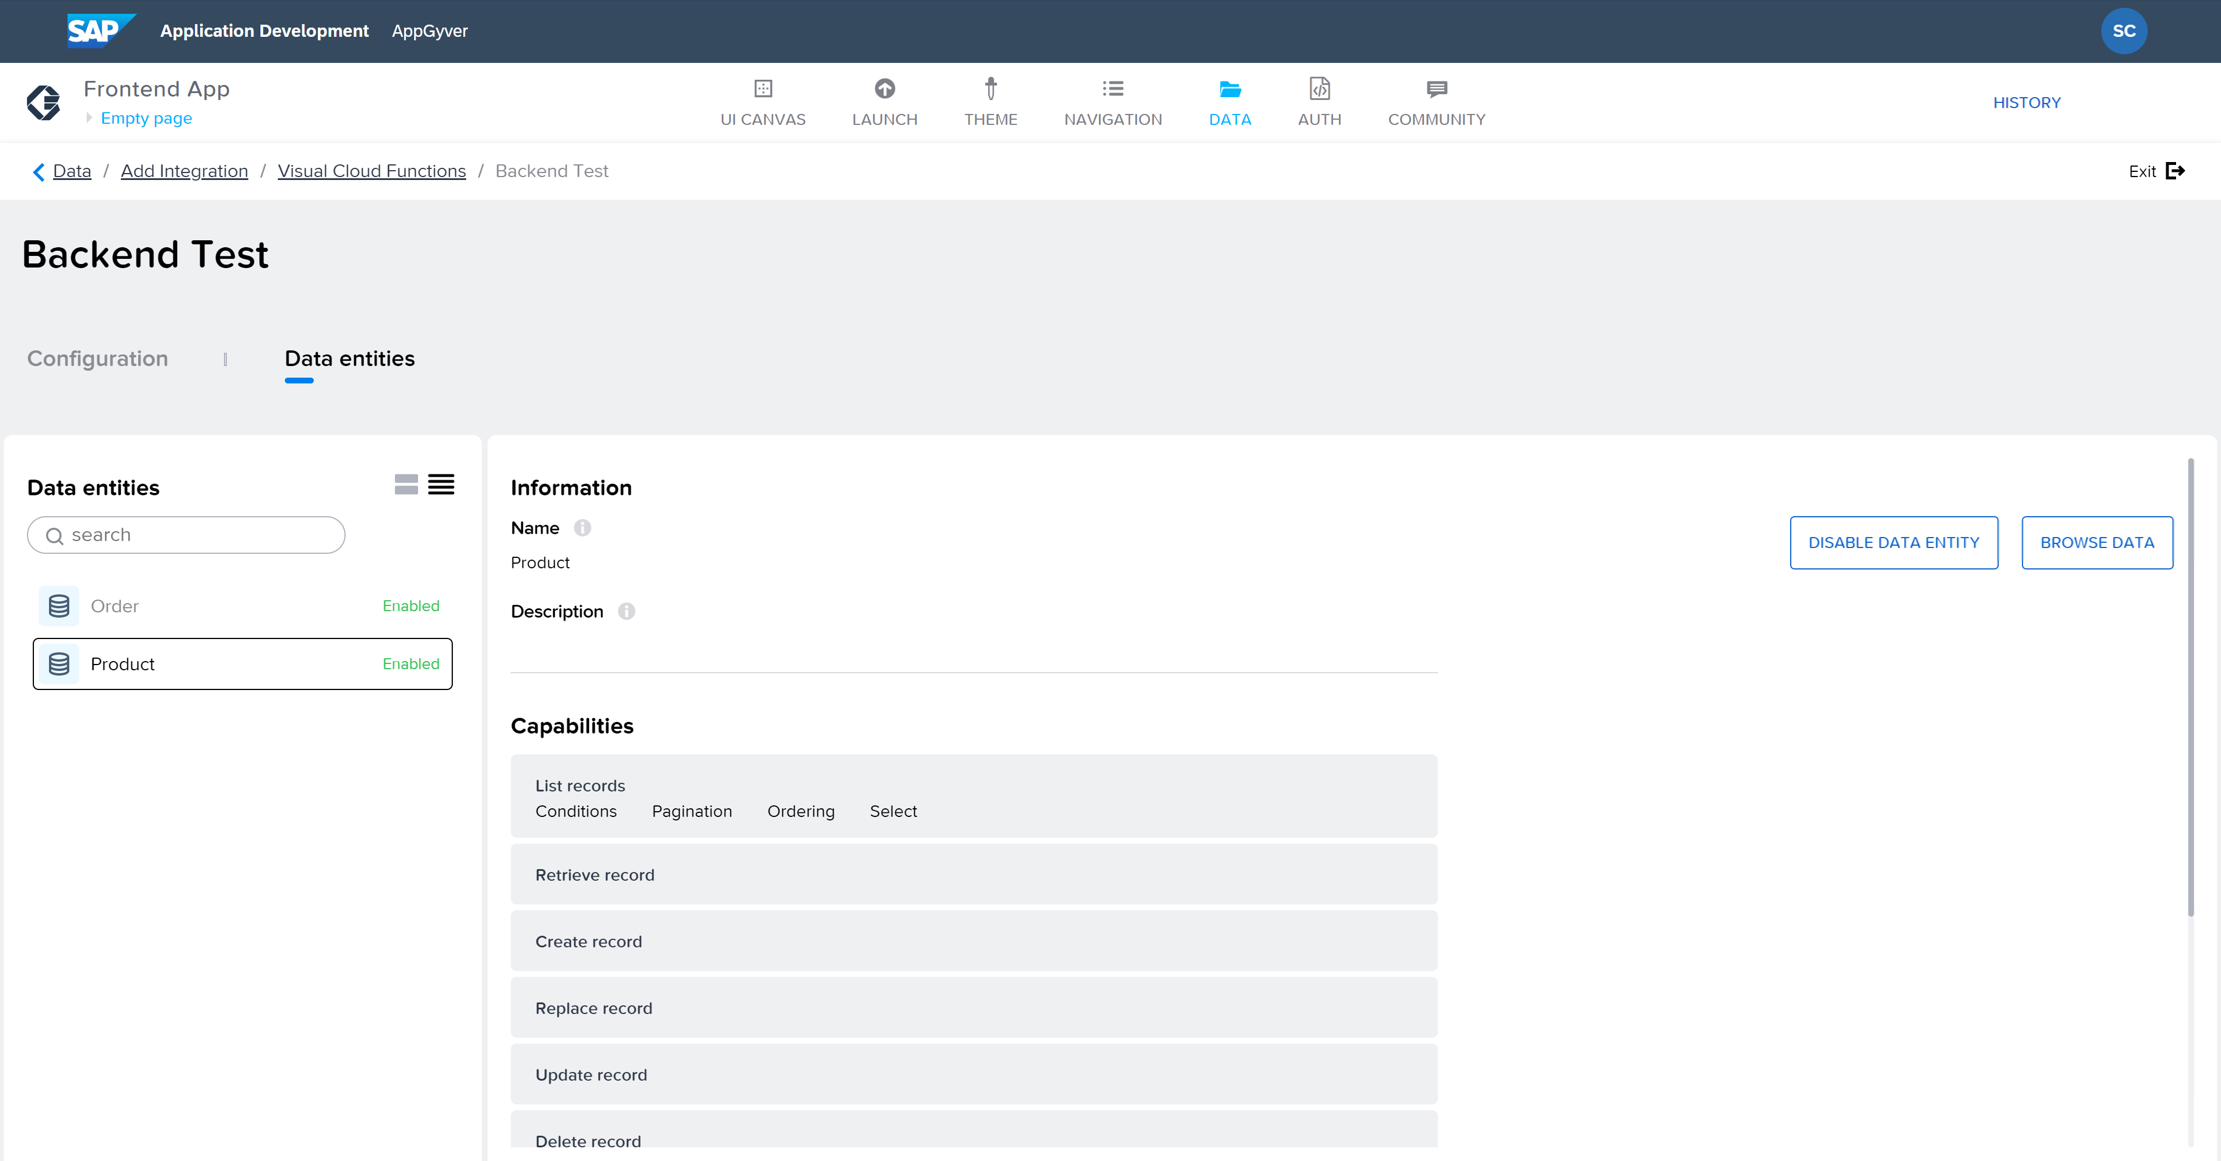 SAP Application Development AppGyver SC
Frontend App
Empty page
UI CANVAS LAUNCH THEME NAVIGATION DATA AUTH COMMUNITY
HISTORY
Data / Add Integration / Visual Cloud Functions / Backend Test
Exit
Backend Test
Configuration Data entities
Data entities
search
Order Enabled
Product Enabled
Information
Name
Product
Description
DISABLE DATA ENTITY BROWSE DATA
Capabilities
List records
Conditions Pagination Ordering Select
Retrieve record
Create record
Replace record
Update record
Delete record